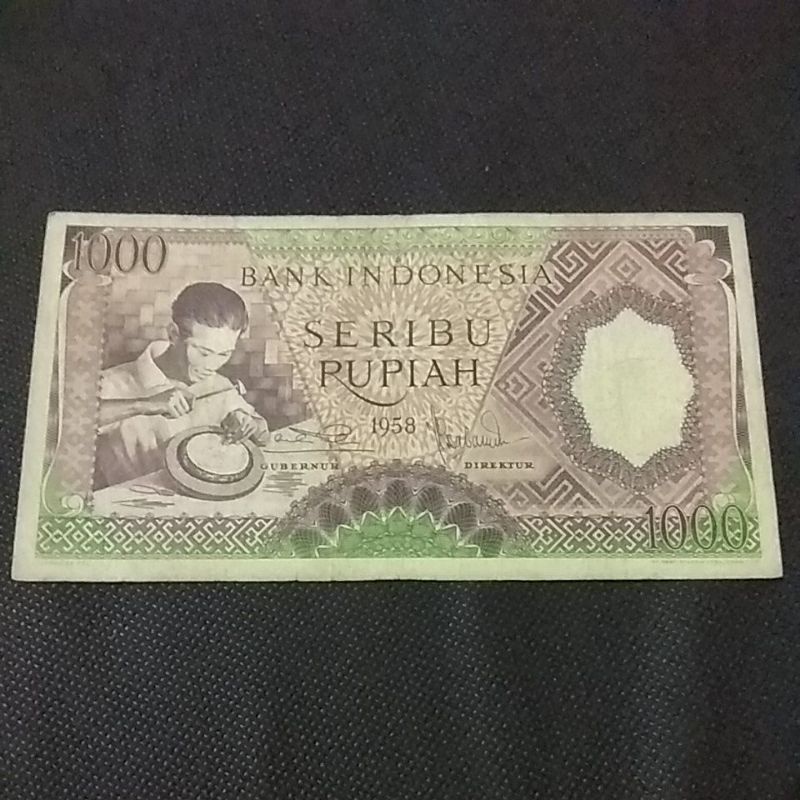 1000
BANK INDONESIA
SERIBU
RUPIAH
1958
GUBERNUR
DIREKTUR
1000